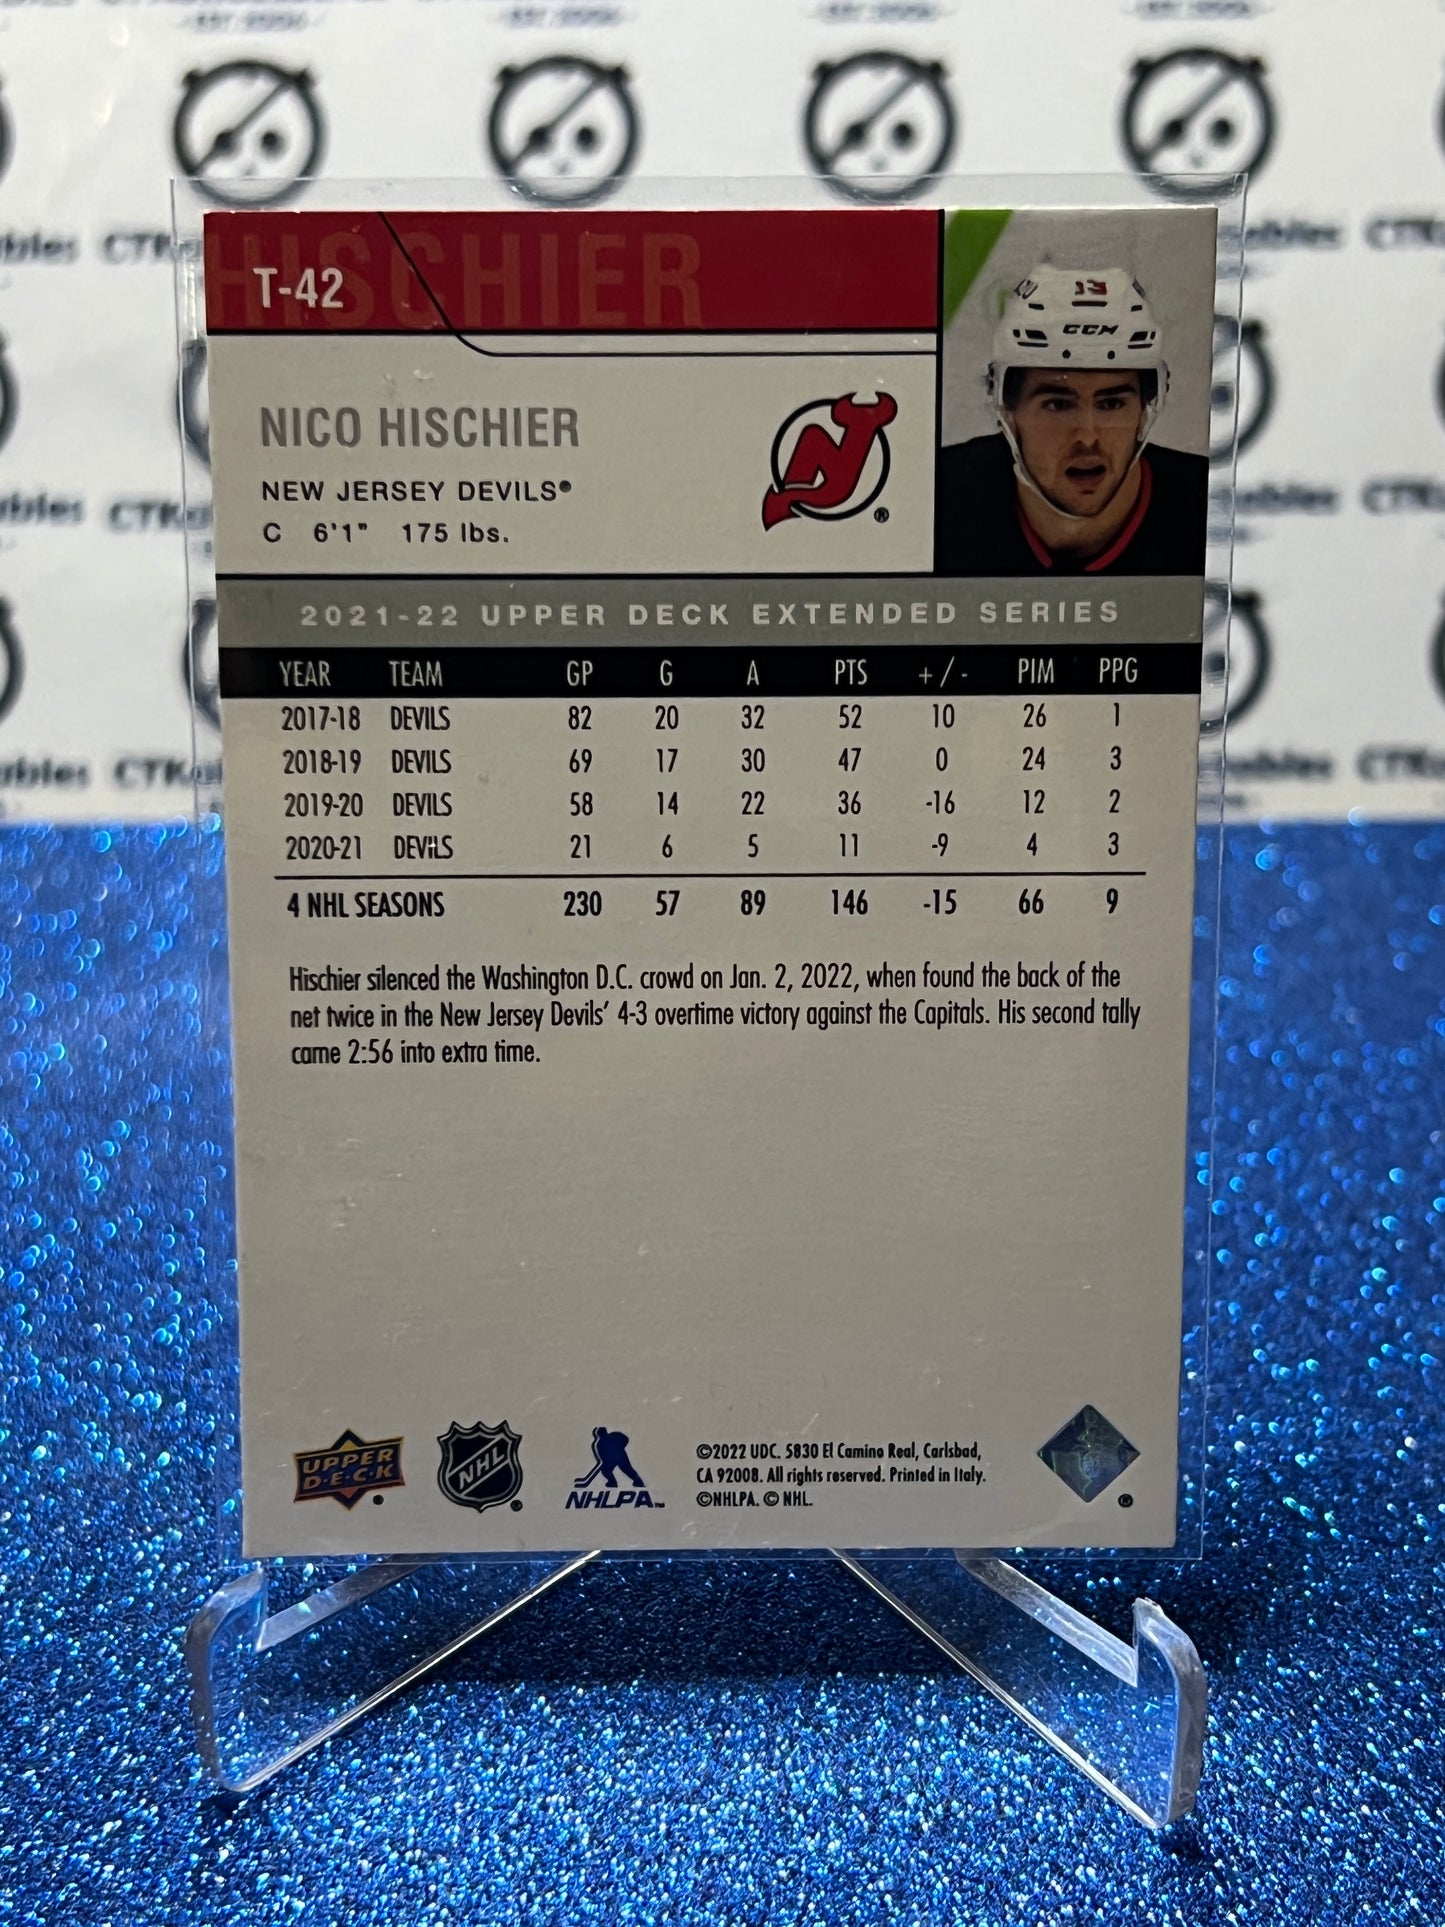 HISCHIER
T-42
13
CCM
NICO HISCHIER
NEW JERSEY DEVILS®
C 6'1" 175 lbs.
2021-22 UPPER DECK EXTENDED SERIES
YEAR TEAM GP G A PTS +/- PIM PPG
2017-18 DEVILS 82 20 32 52 10 26 1
2018-19 DEVILS 69 17 30 47 0 24 3
2019-20 DEVILS 58 14 22 36 -16 12 2
2020-21 DEVILS 21 6 5 11 -9 4 3
4 NHL SEASONS 230 57 89 146 -15 66 9
Hischier silenced the Washington D.C. crowd on Jan. 2, 2022, when found the back of the
net twice in the New Jersey Devils' 4-3 overtime victory against the Capitals. His second tally
came 2:56 into extra time.
UPPER
D·E·C·K
NHL
NHLPA™
©2022 UDC. 5830 El Camino Real, Carlsbad,
CA 92008. All rights reserved. Printed in Italy.
©NHLPA. © NHL.